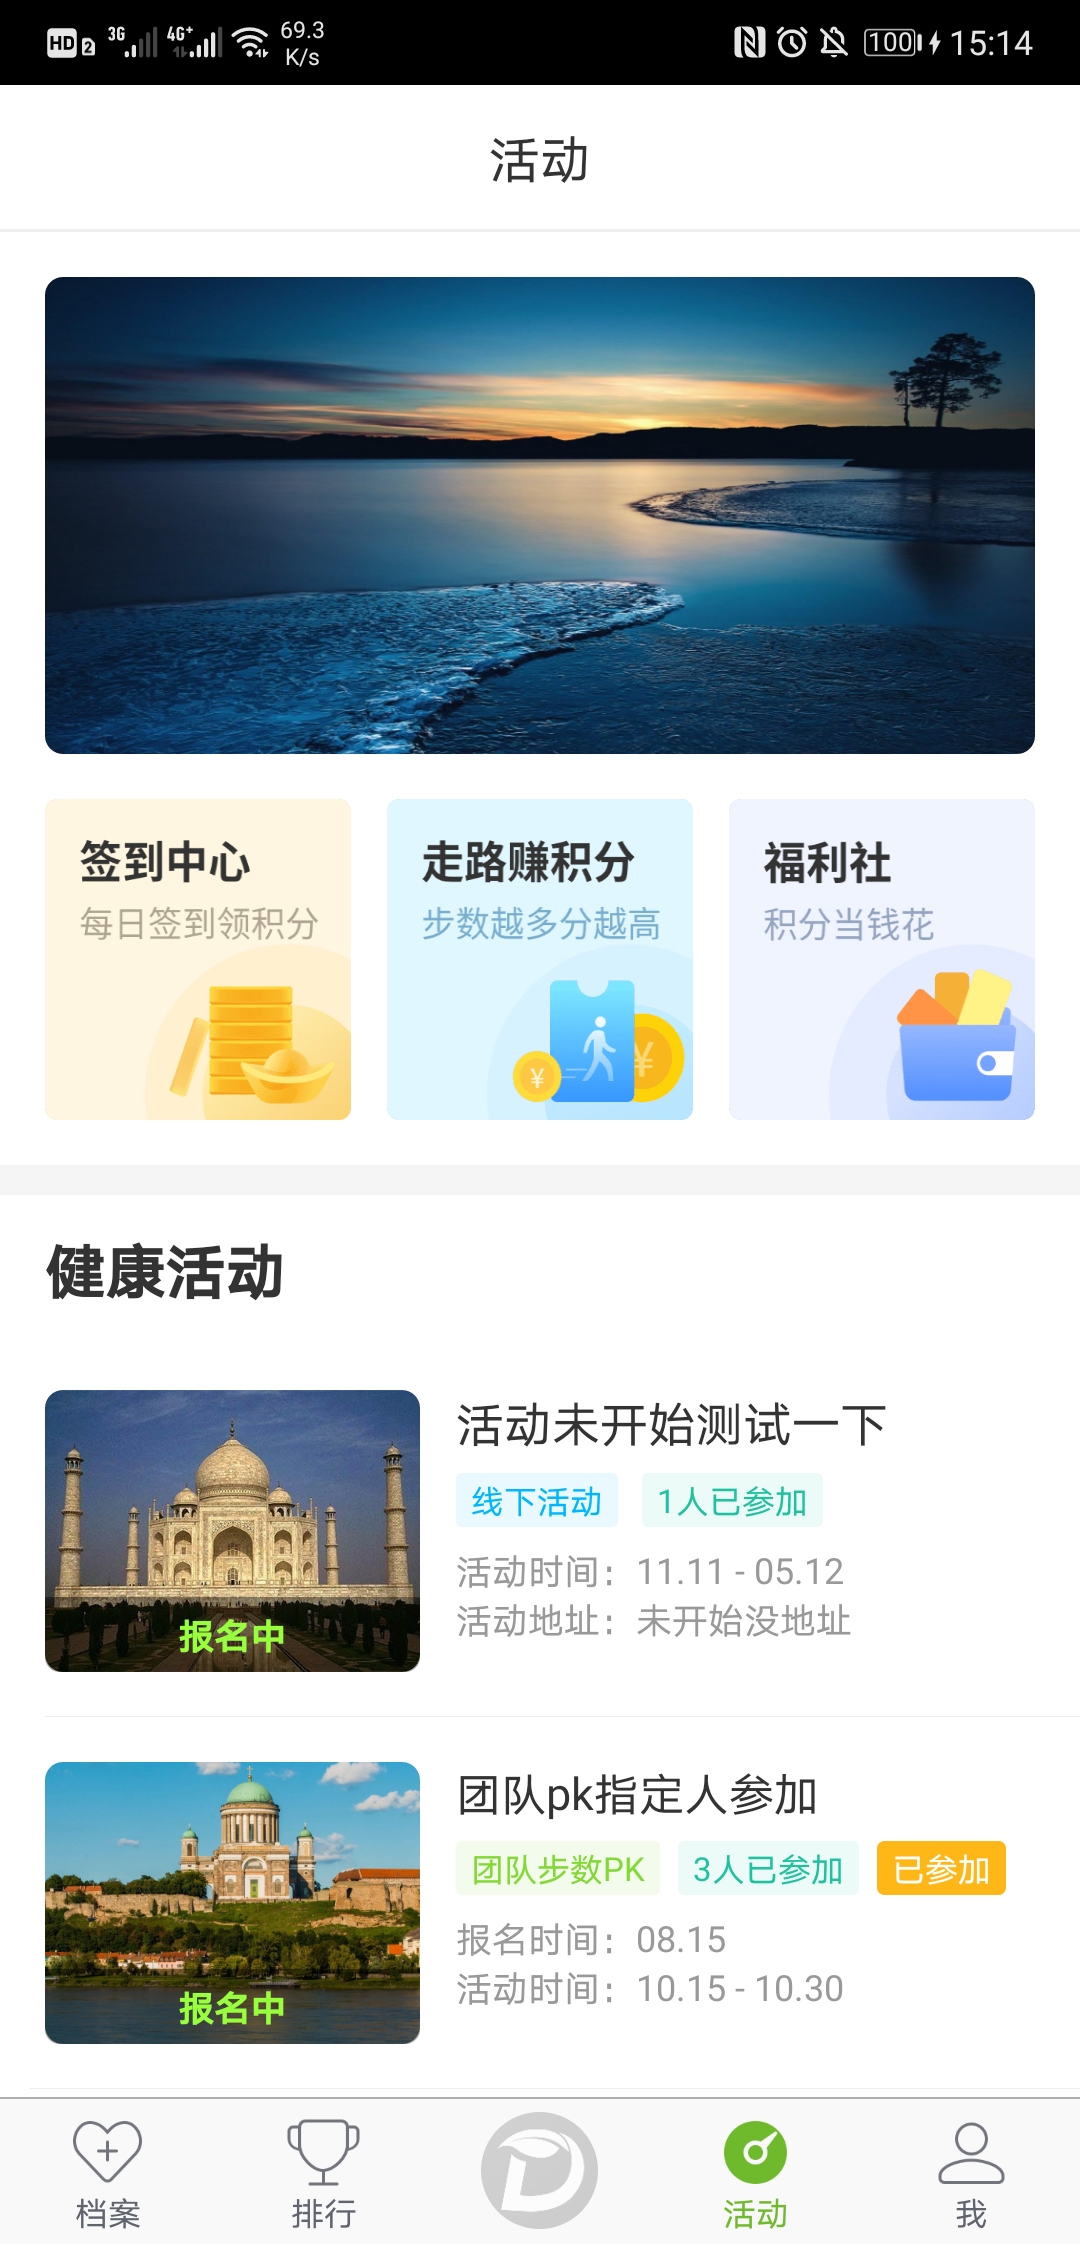 HD 2 3G 4G+ 69.3 K/s 100 15:14
活动
签到中心
每日签到领积分
走路赚积分
步数越多分越高
¥ ¥
福利社
积分当钱花
健康活动
活动未开始测试一下
线下活动 1人已参加
活动时间：11.11 - 05.12
活动地址：未开始没地址
报名中
团队pk指定人参加
团队步数PK 3人已参加 已参加
报名时间：08.15
活动时间：10.15 - 10.30
报名中
档案 排行 活动 我